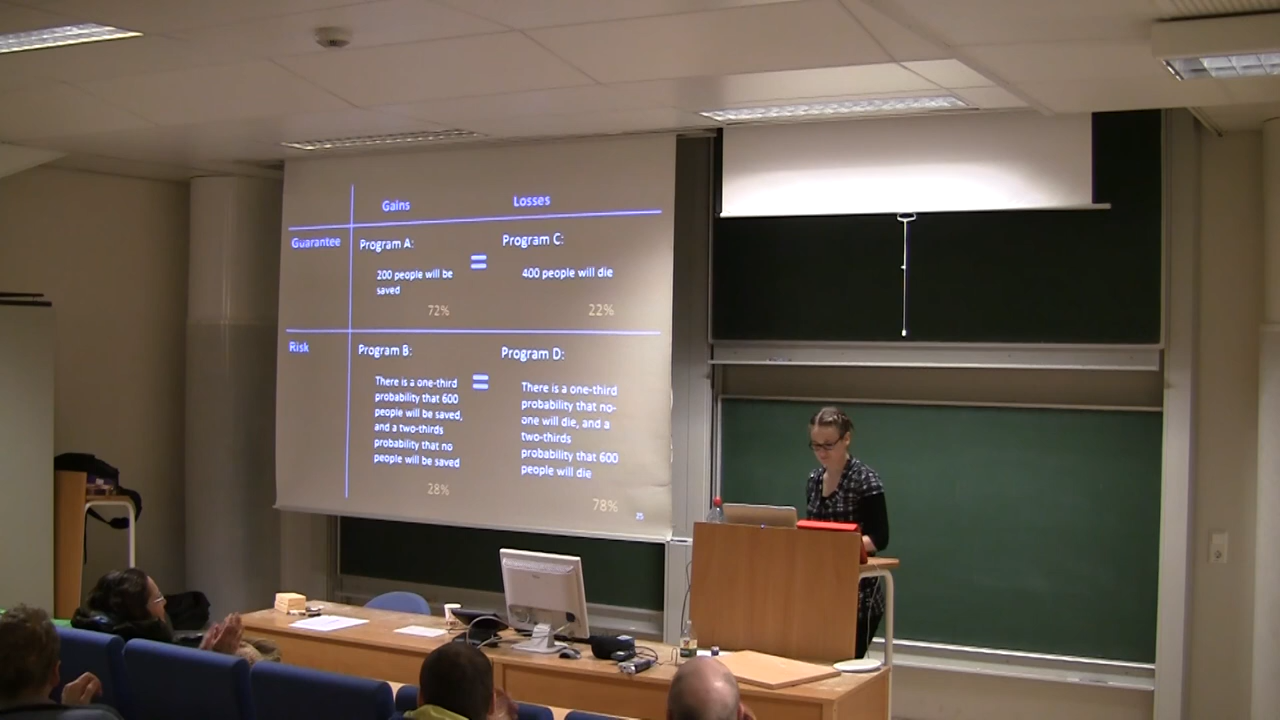 Gains
Losses
Guarantee
Program A:
=
Program C:
200 people will be
saved
400 people will die
72%
22%
Risk
Program B:
=
Program D:
There is a one-third
probability that 600
people will be saved,
and a two-thirds
probability that no
people will be saved
There is a one-third
probability that no-
one will die, and a
two-thirds
probability that 600
people will die
28%
78%
25